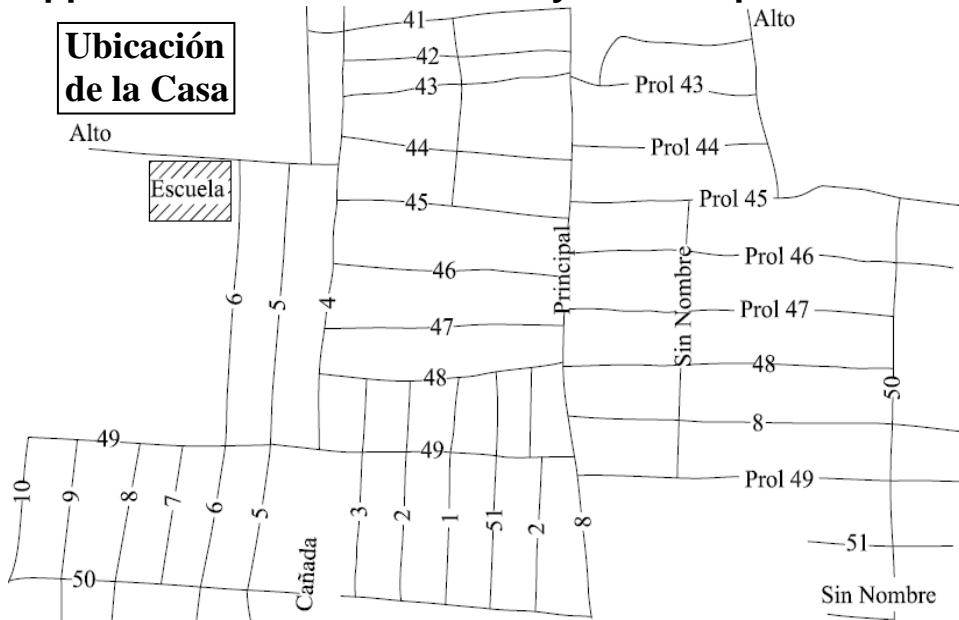 Ubicación
de la Casa
Alto
Alto
41
42
43
Prol 43
44
Prol 44
Escuela
45
Prol 45
46
Prol 46
Principal
Sin Nombre
6
5
4
47
Prol 47
48
48
50
49
49
8
Prol 49
10
9
8
7
6
5
3
2
1
51
2
8
51
50
Cañada
Sin Nombre